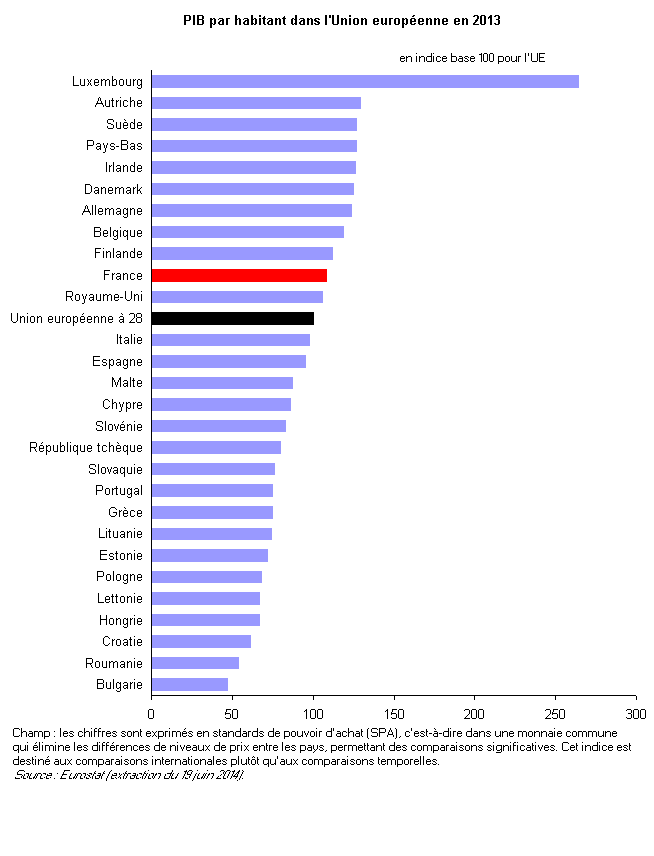 PIB par habitant dans l'Union européenne en 2013
en indice base 100 pour l'UE
Luxembourg
Autriche
Suède
Pays-Bas
Irlande
Danemark
Allemagne
Belgique
Finlande
France
Royaume-Uni
Union européenne à 28
Italie
Espagne
Malte
Chypre
Slovénie
République tchèque
Slovaquie
Portugal
Grèce
Lituanie
Estonie
Pologne
Lettonie
Hongrie
Croatie
Roumanie
Bulgarie
0 50 100 150 200 250 300
Champ : les chiffres sont exprimés en standards de pouvoir d'achat (SPA), c'est-à-dire dans une monnaie commune
qui élimine les différences de niveaux de prix entre les pays, permettant des comparaisons significatives. Cet indice est
destiné aux comparaisons internationales plutôt qu'aux comparaisons temporelles.
Source : Eurostat (extraction du 19 juin 2014).